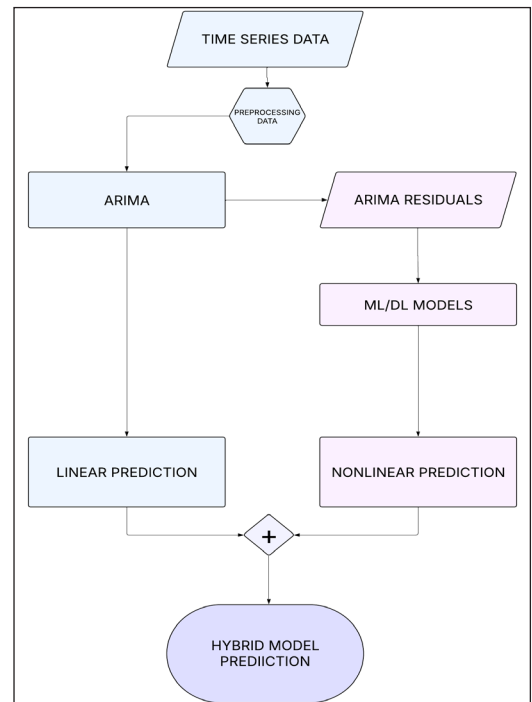 TIME SERIES DATA
PREPROCESSING
DATA
ARIMA
ARIMA RESIDUALS
ML/DL MODELS
LINEAR PREDICTION
NONLINEAR PREDICTION
+
HYBRID MODEL
PREDIICTION